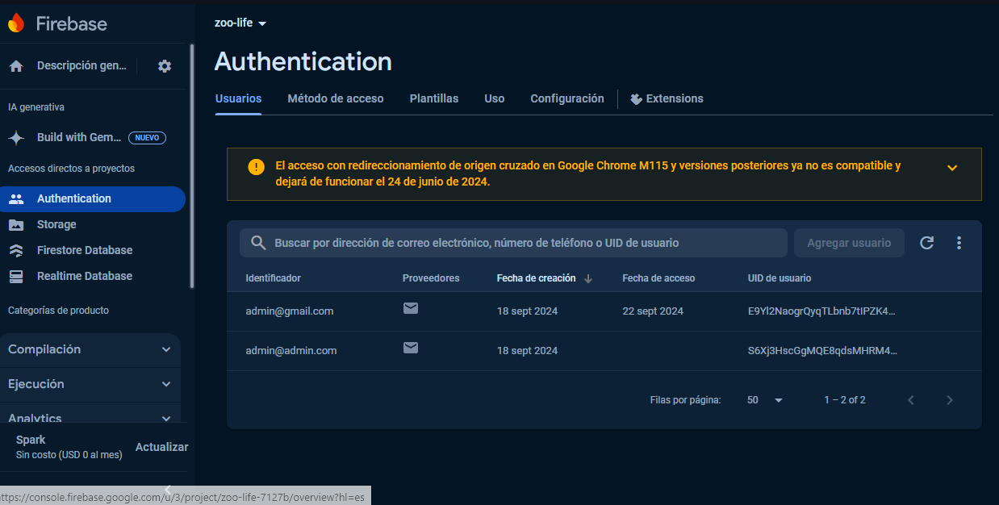 Firebase
zoo-life
Descripción gen...
Authentication
Usuarios
Método de acceso
Plantillas
Uso
Configuración
Extensions
IA generativa
Build with Gem...
NUEVO
Accesos directos a proyectos
Authentication
Storage
Firestore Database
Realtime Database
Categorías de producto
Compilación
Ejecución
Analytics
Spark
Sin costo (USD 0 al mes)
Actualizar
El acceso con redireccionamiento de origen cruzado en Google Chrome M115 y versiones posteriores ya no es compatible y
dejará de funcionar el 24 de junio de 2024.
Buscar por dirección de correo electrónico, número de teléfono o UID de usuario
Agregar usuario
Identificador Proveedores Fecha de creación Fecha de acceso UID de usuario
admin@gmail.com 18 sept 2024 22 sept 2024 E9Yl2NaogrQyqTLbnb7tIPZK4...
admin@admin.com 18 sept 2024 S6Xj3HscGgMQE8qdsMHRM4...
Filas por página: 50 1 – 2 of 2
ttps://console.firebase.google.com/u/3/project/zoo-life-7127b/overview?hl=es